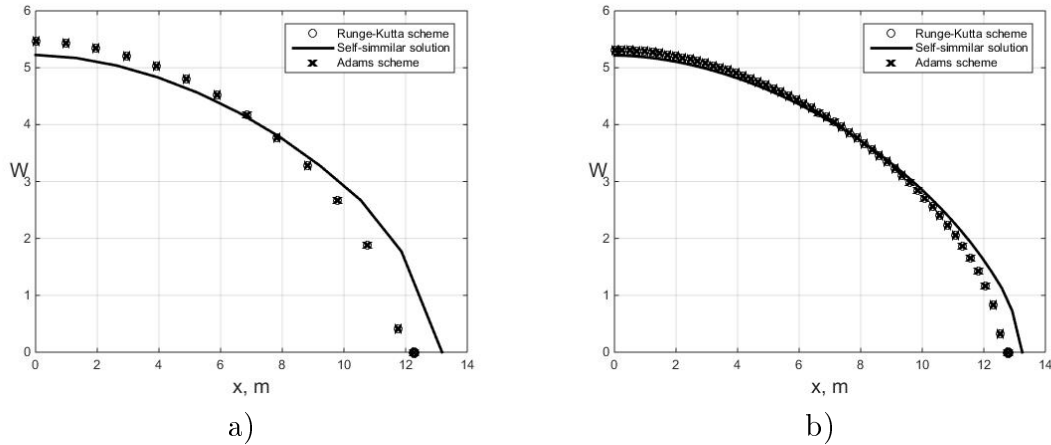 6
5
4
3
2
1
0
W
0 2 4 6 8 10 12 14
x, m
Runge-Kutta scheme
Self-simmilar solution
Adams scheme
a)
6
5
4
3
2
1
0
W
0 2 4 6 8 10 12 14
x, m
Runge-Kutta scheme
Self-simmilar solution
Adams scheme
b)